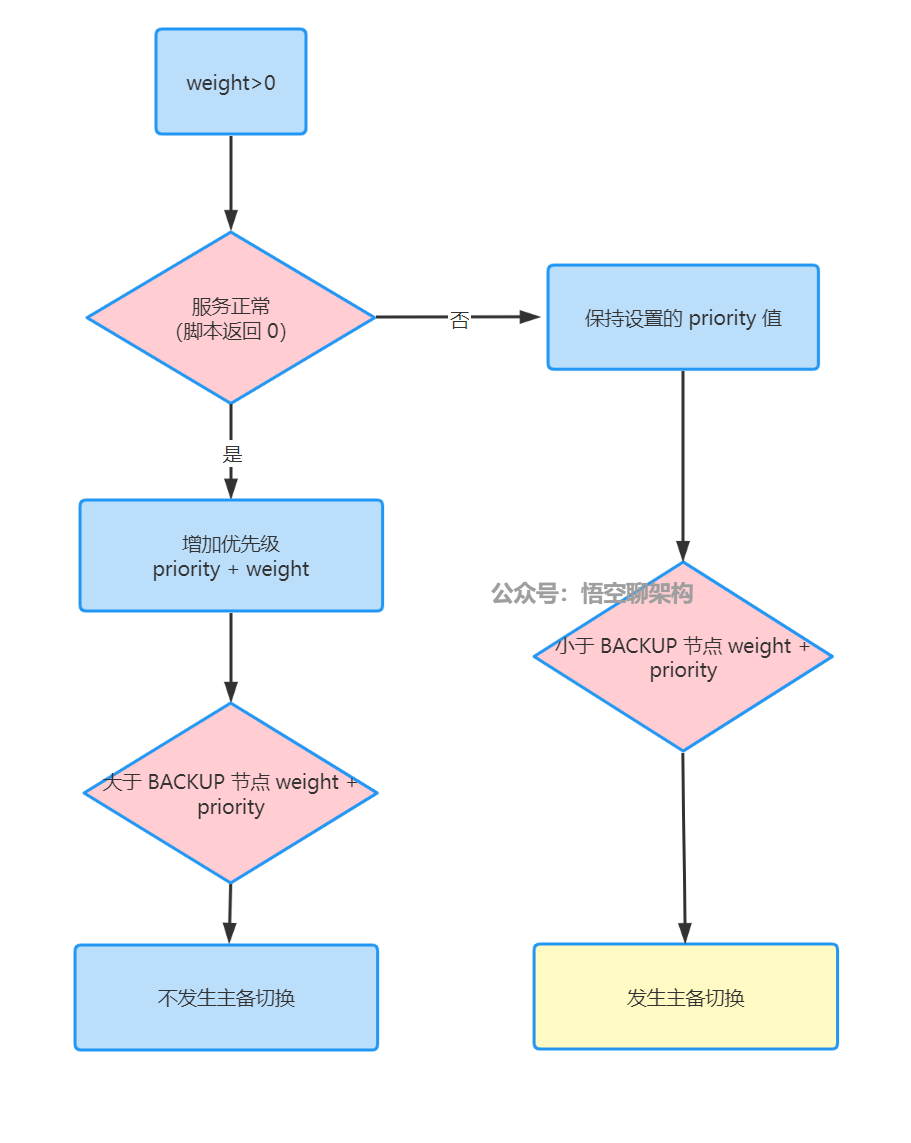 weight>0
服务正常
（脚本返回 0）
否
保持设置的 priority 值
是
增加优先级
priority + weight
公众号：悟空聊架构
小于 BACKUP 节点 weight +
priority
大于 BACKUP 节点 weight +
priority
不发生主备切换
发生主备切换